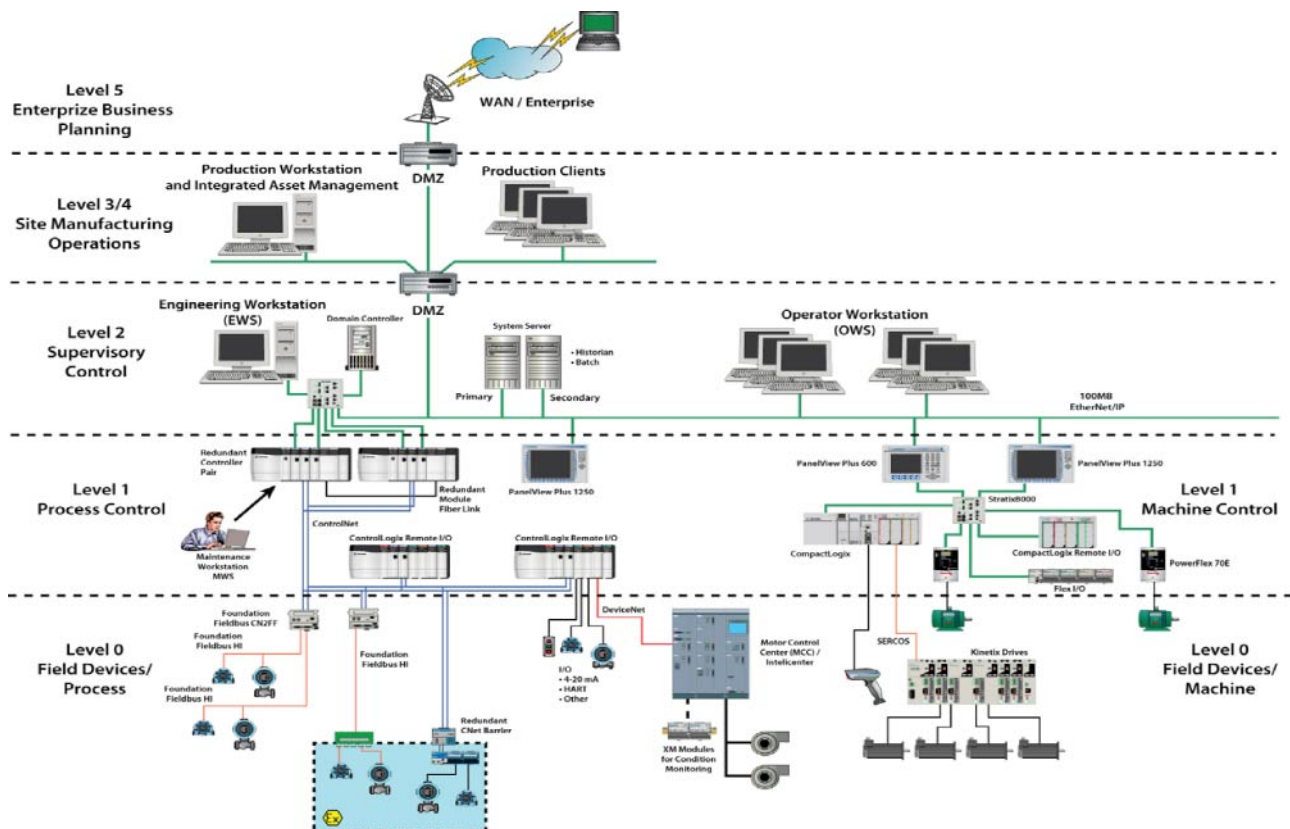 Level 5
Enterprize Business
Planning
WAN / Enterprise
DMZ
Production Workstation
and Integrated Asset Management
Production Clients
Level 3/4
Site Manufacturing
Operations
DMZ
Engineering Workstation
(EWS)
Domain Controller
System Server
• Historian
• Batch
Operator Workstation
(OWS)
Level 2
Supervisory
Control
Primary
Secondary
100MB
EtherNet/IP
Redundant
Controller
Pair
PanelView Plus 1250
PanelView Plus 600
PanelView Plus 1250
Level 1
Process Control
Redundant
Module
Fiber Link
Stratix8000
Level 1
Machine Control
ControlNet
Maintenance
Workstation
MWS
ControlLogix Remote I/O
ControlLogix Remote I/O
CompactLogix
CompactLogix Remote I/O
PowerFlex 70E
Flex I/O
Foundation
Fieldbus CN2FF
DeviceNet
Foundation
Fieldbus HI
Foundation
Fieldbus HI
Foundation
Fieldbus HI
Level 0
Field Devices/
Process
I/O
• 4-20 mA
• HART
• Other
Motor Control
Center (MCC) /
Intelicenter
SERCOS
Kinetix Drives
Level 0
Field Devices/
Machine
Redundant
CNet Barrier
XM Modules
for Condition
Monitoring
Ex